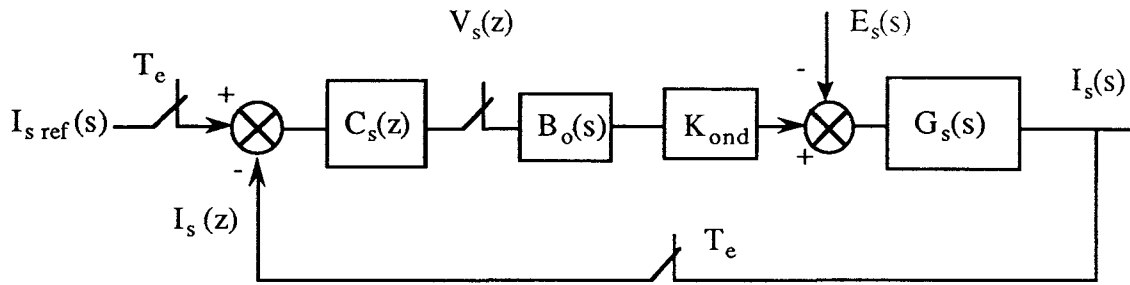 V_s(z)
E_s(s)
T_e
I_s(s)
+
-
I_s ref(s)
C_s(z)
B_o(s)
K_ond
G_s(s)
+
-
I_s(z)
T_e